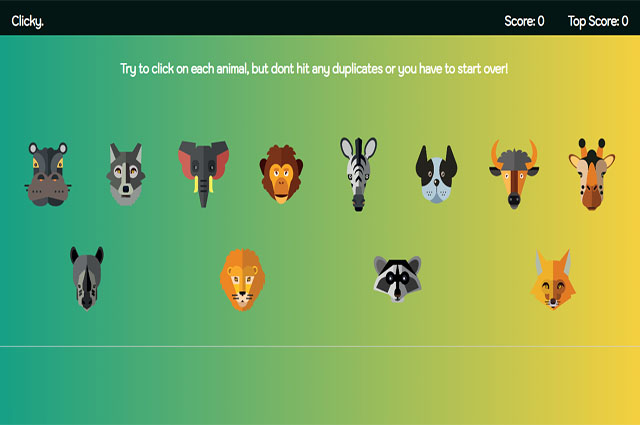 Clicky.
Score: 0
Top Score: 0
Try to click on each animal, but dont hit any duplicates or you have to start over!